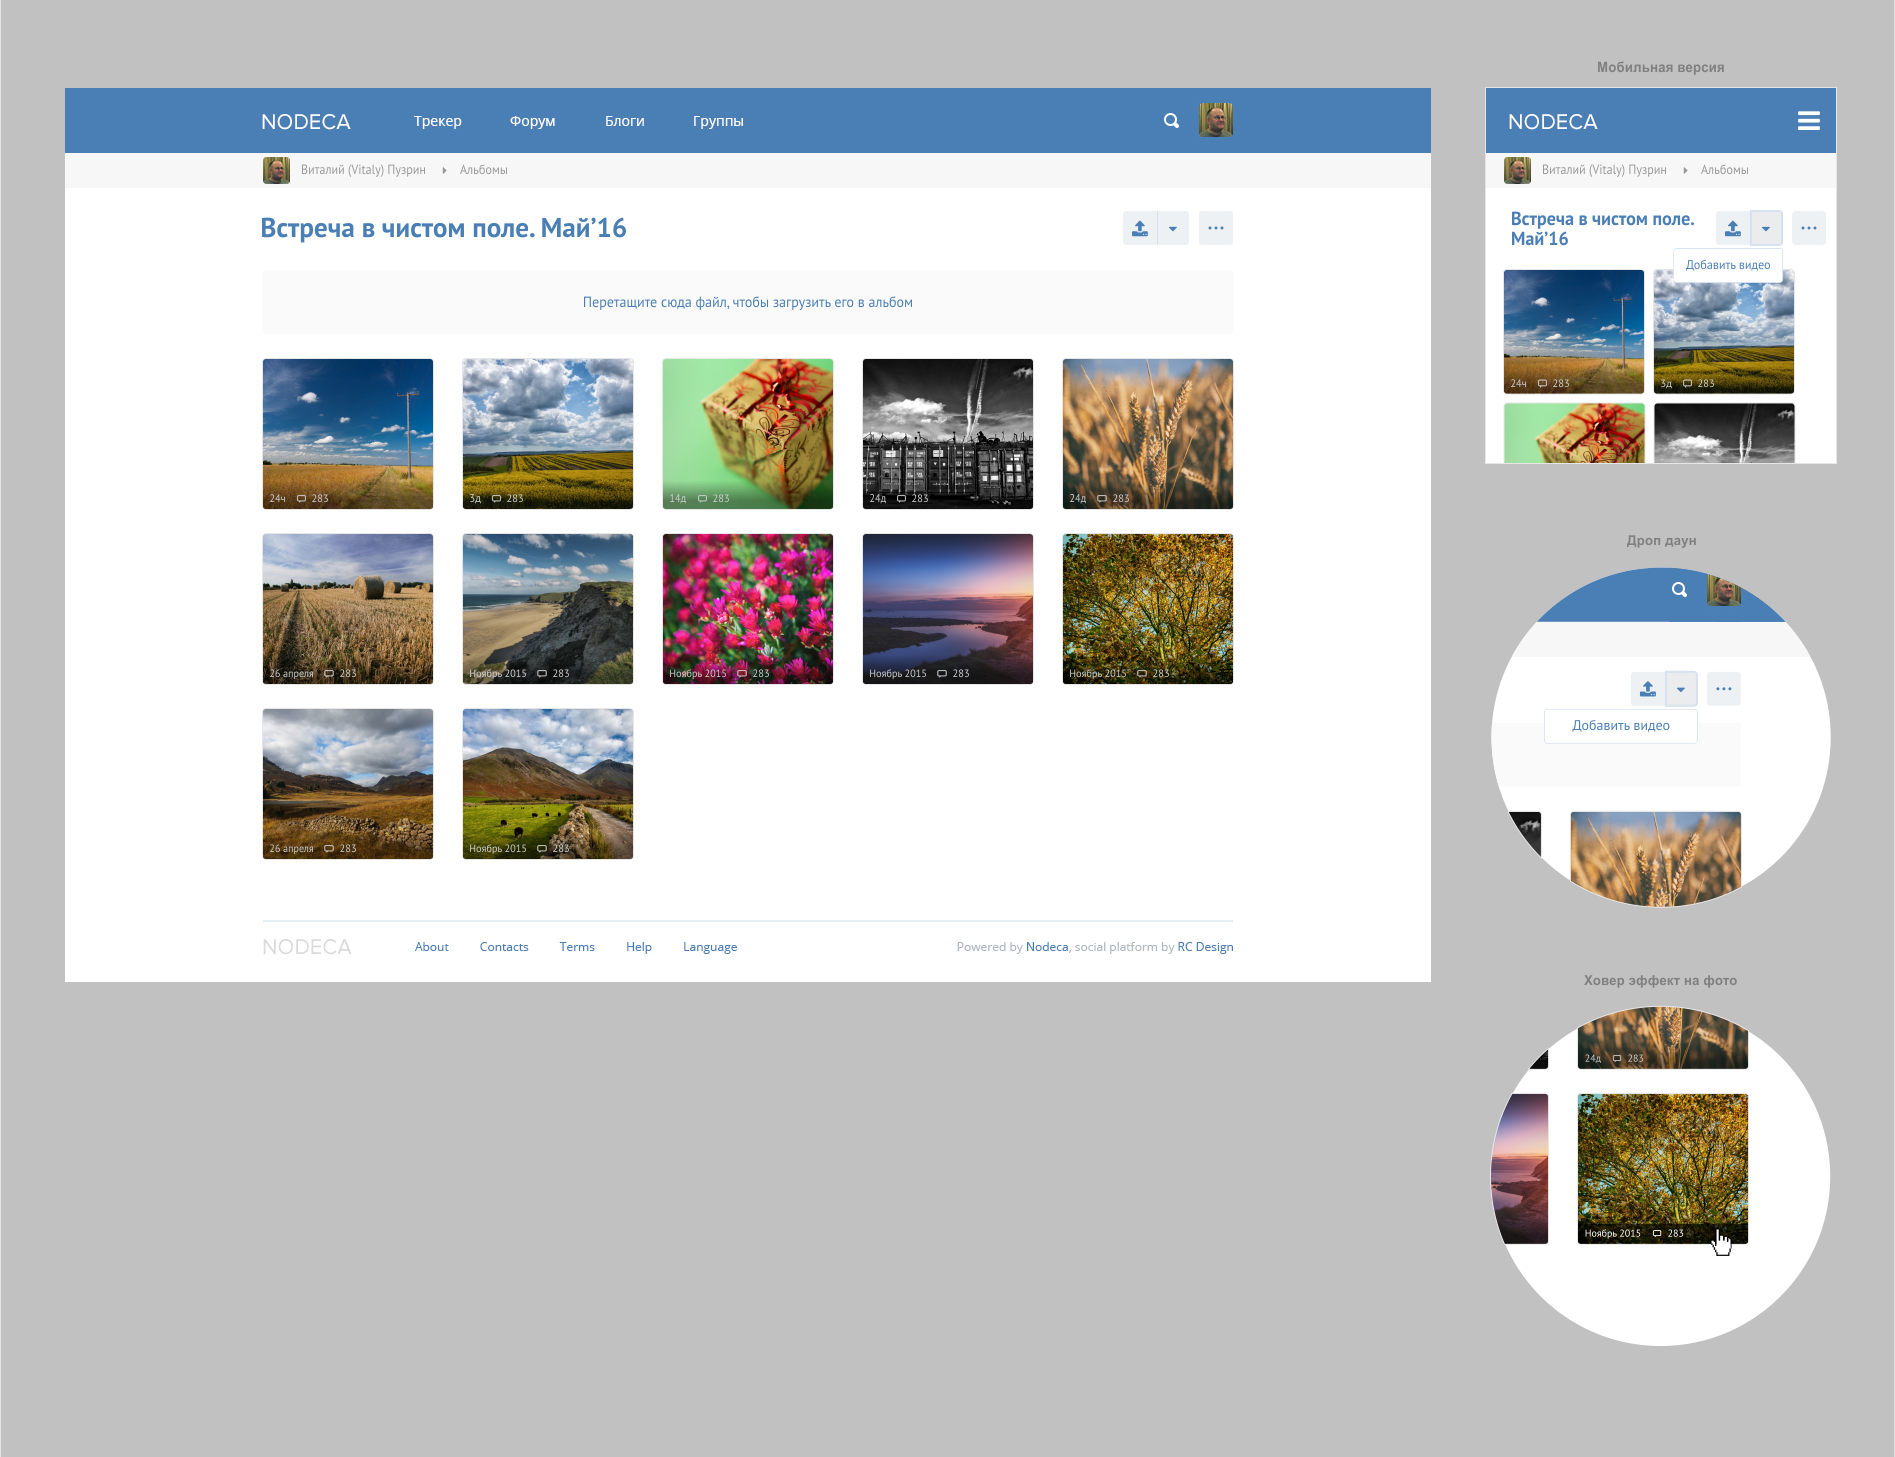 Мобильная версия
NODECA Трекер Форум Блоги Группы
Виталий (Vitaly) Пузрин Альбомы
Встреча в чистом поле. Май’16
Перетащите сюда файл, чтобы загрузить его в альбом
24ч 283
3д 283
14д 283
24д 283
24д 283
26 апреля 283
Ноябрь 2015 283
Ноябрь 2015 283
Ноябрь 2015 283
Ноябрь 2015 283
26 апреля 283
Ноябрь 2015 283
NODECA About Contacts Terms Help Language Powered by Nodeca, social platform by RC Design
NODECA
Виталий (Vitaly) Пузрин Альбомы
Встреча в чистом поле.
Май’16
Добавить видео
24ч 283
3д 283
Дроп даун
Добавить видео
Ховер эффект на фото
24д 283
Ноябрь 2015 283